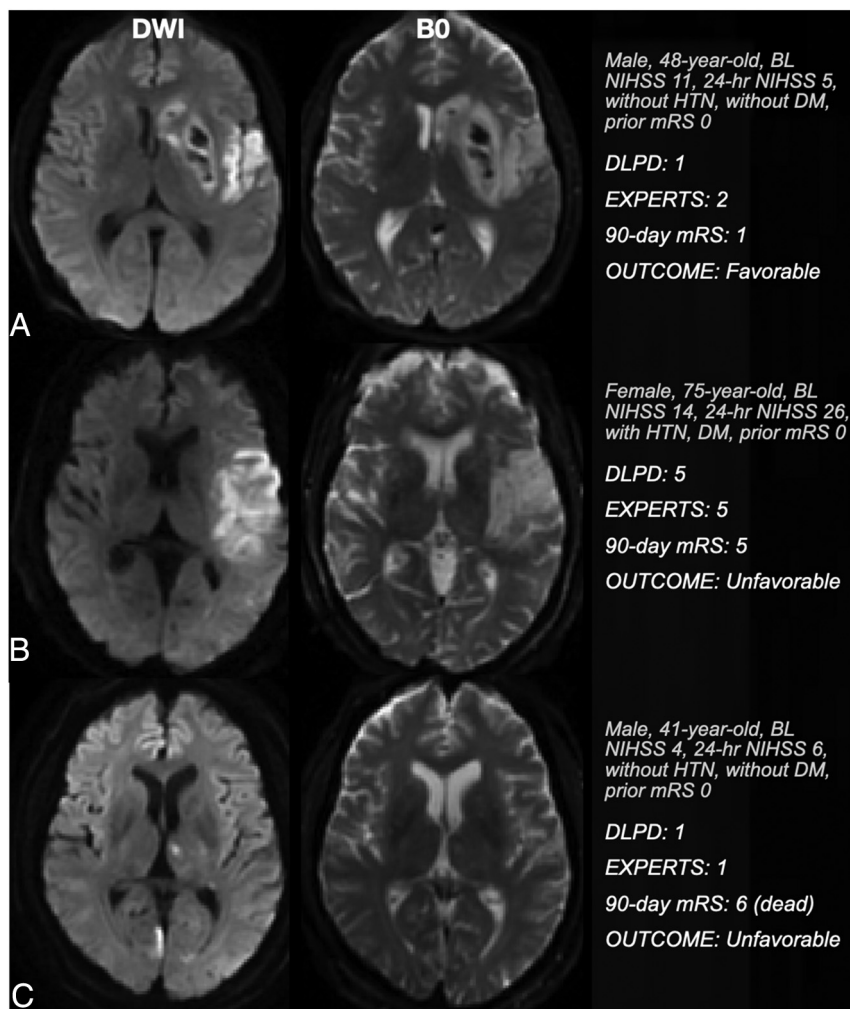 DWI
B0
Male, 48-year-old, BL
NIHSS 11, 24-hr NIHSS 5,
without HTN, without DM,
prior mRS 0
DLPD: 1
EXPERTS: 2
90-day mRS: 1
OUTCOME: Favorable
A
Female, 75-year-old, BL
NIHSS 14, 24-hr NIHSS 26,
with HTN, DM, prior mRS 0
DLPD: 5
EXPERTS: 5
90-day mRS: 5
OUTCOME: Unfavorable
B
Male, 41-year-old, BL
NIHSS 4, 24-hr NIHSS 6,
without HTN, without DM,
prior mRS 0
DLPD: 1
EXPERTS: 1
90-day mRS: 6 (dead)
OUTCOME: Unfavorable
C